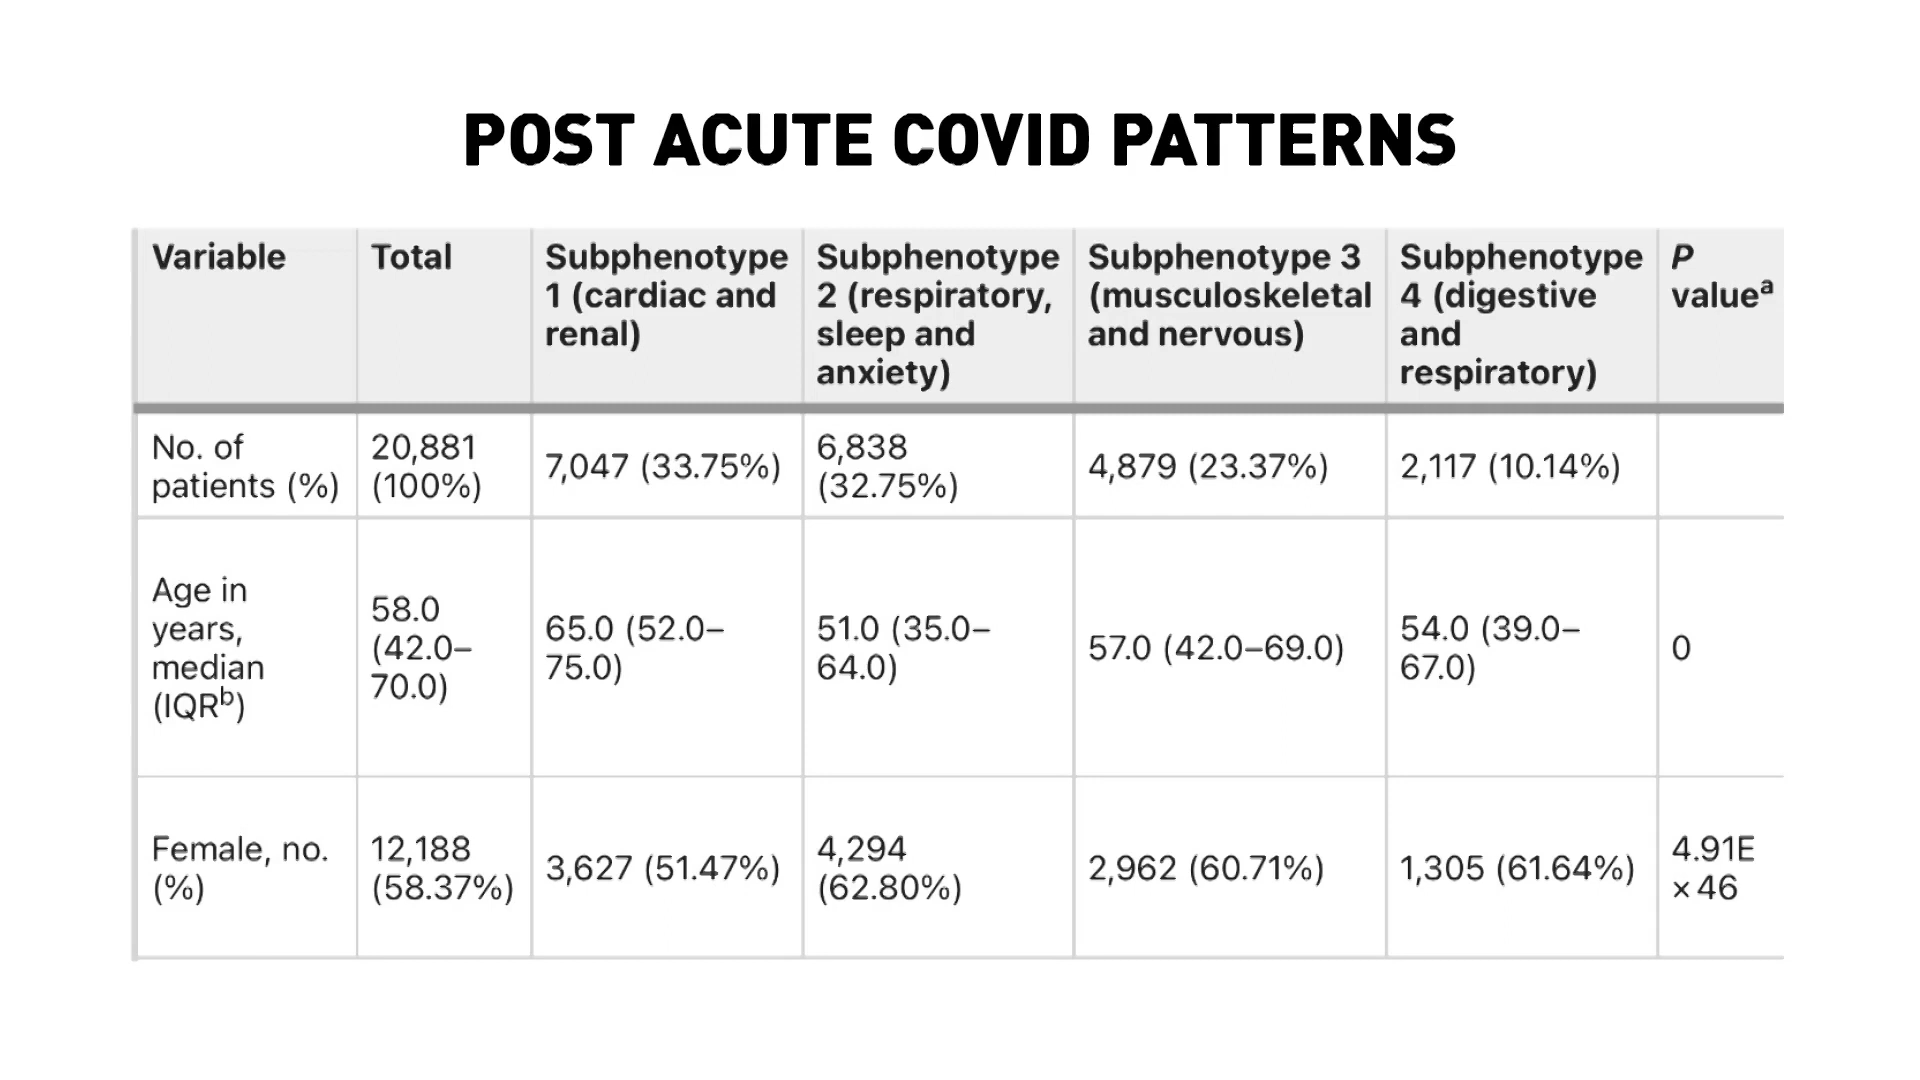 POST ACUTE COVID PATTERNS
Variable
Total
Subphenotype
1 (cardiac and
renal)
Subphenotype
2 (respiratory,
sleep and
anxiety)
Subphenotype 3
(musculoskeletal
and nervous)
Subphenotype
4 (digestive
and
respiratory)
P
valueᵃ
No. of
patients (%)
20,881
(100%)
7,047 (33.75%)
6,838
(32.75%)
4,879 (23.37%)
2,117 (10.14%)
Age in
years,
median
(IQRᵇ)
58.0
(42.0–
70.0)
65.0 (52.0–
75.0)
51.0 (35.0–
64.0)
57.0 (42.0–69.0)
54.0 (39.0–
67.0)
0
Female, no.
(%)
12,188
(58.37%)
3,627 (51.47%)
4,294
(62.80%)
2,962 (60.71%)
1,305 (61.64%)
4.91E
× 46